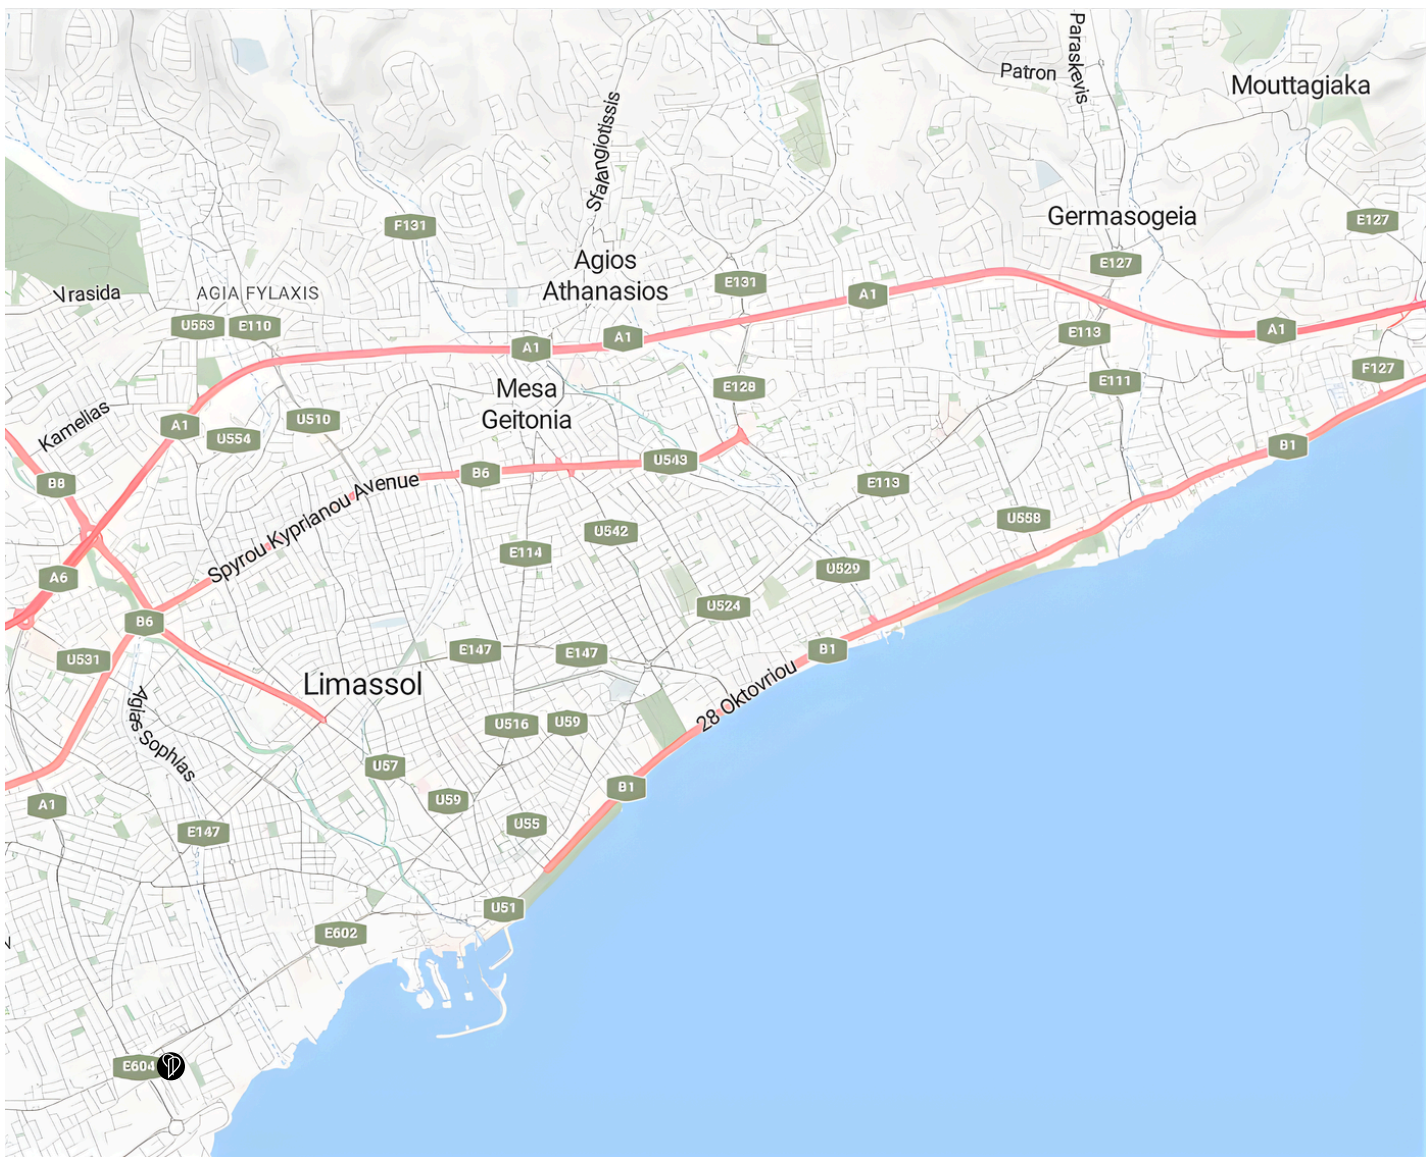 Paraskevis
Patron
Mouttagiaka
Sfalangiotissis
F131
Germasogeia
E127
Agios
Athanasios
E127
E131
A1
AGIA FYLAXIS
U553
E110
A1
A1
E113
A1
Mesa
Geitonia
E128
E111
F127
Kamelias
A1
U510
U554
B1
B8
Spyrou Kyprianou Avenue
B6
U543
E113
U542
U558
E114
A6
U529
U524
B6
U531
E147
E147
B1
Limassol
28 Oktovriou
Agias Sophias
U516
U59
U57
B1
A1
U59
U55
E147
U51
E602
N
E604